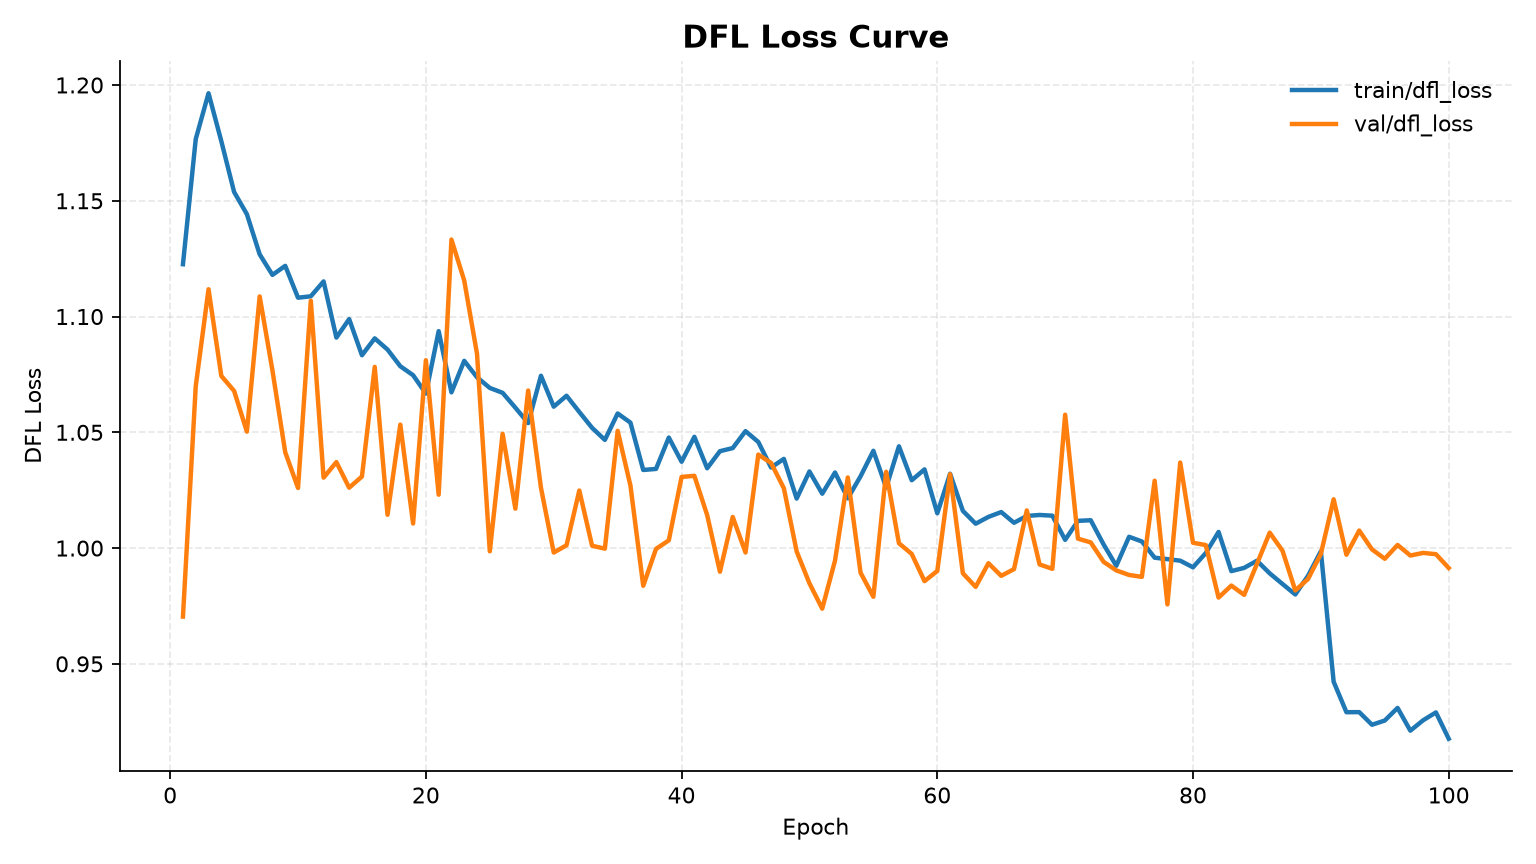 DFL Loss Curve
train/dfl_loss
val/dfl_loss
DFL Loss
1.20
1.15
1.10
1.05
1.00
0.95
0 20 40 60 80 100
Epoch